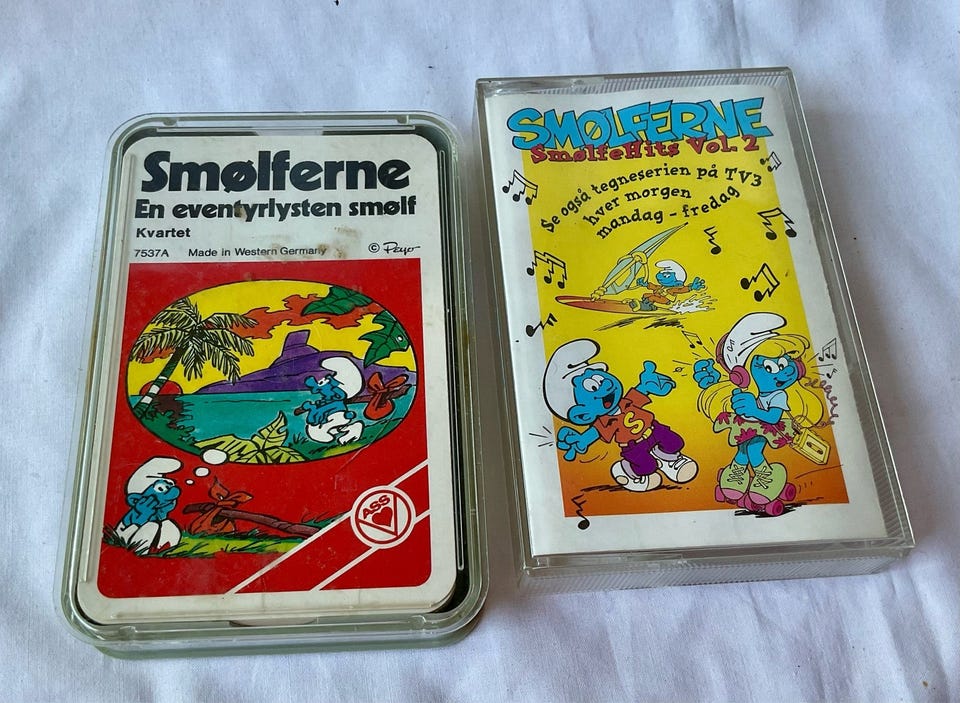 Smølferne
En eventyrlysten smølf
Kvartet
7537A Made in Western Germany © Peyo
ASS
SMØLFERNE
SmølfeHits Vol. 2
Se også tegneserien på TV3
hver morgen
mandag - fredag
S